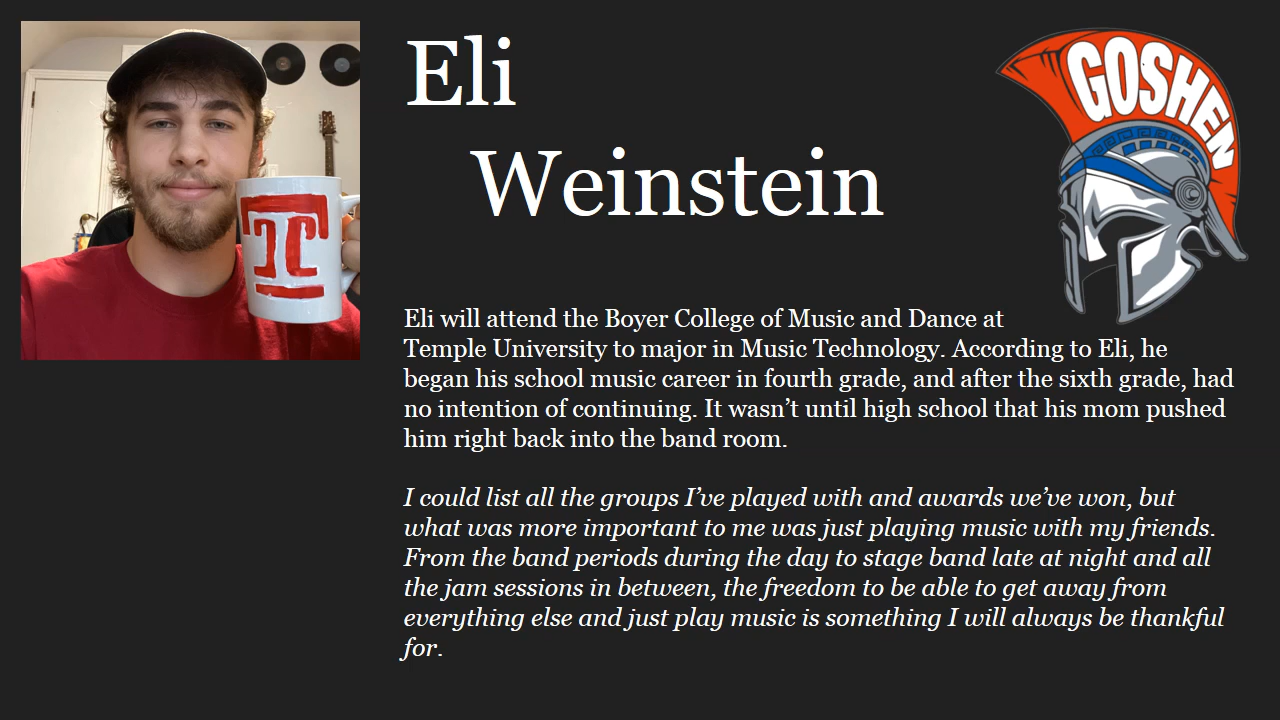 Eli
Weinstein
GOSHEN
T
Eli will attend the Boyer College of Music and Dance at
Temple University to major in Music Technology. According to Eli, he
began his school music career in fourth grade, and after the sixth grade, had
no intention of continuing. It wasn’t until high school that his mom pushed
him right back into the band room.
I could list all the groups I’ve played with and awards we’ve won, but
what was more important to me was just playing music with my friends.
From the band periods during the day to stage band late at night and all
the jam sessions in between, the freedom to be able to get away from
everything else and just play music is something I will always be thankful
for.